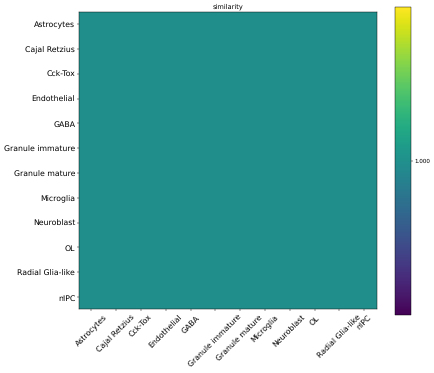 similarity
Astrocytes
Cajal Retzius
Cck-Tox
Endothelial
GABA
Granule immature
Granule mature
Microglia
Neuroblast
OL
Radial Glia-like
nIPC
1.000
Astrocytes
Cajal Retzius
Cck-Tox
Endothelial
GABA
Granule immature
Granule mature
Microglia
Neuroblast
OL
Radial Glia-like
nIPC